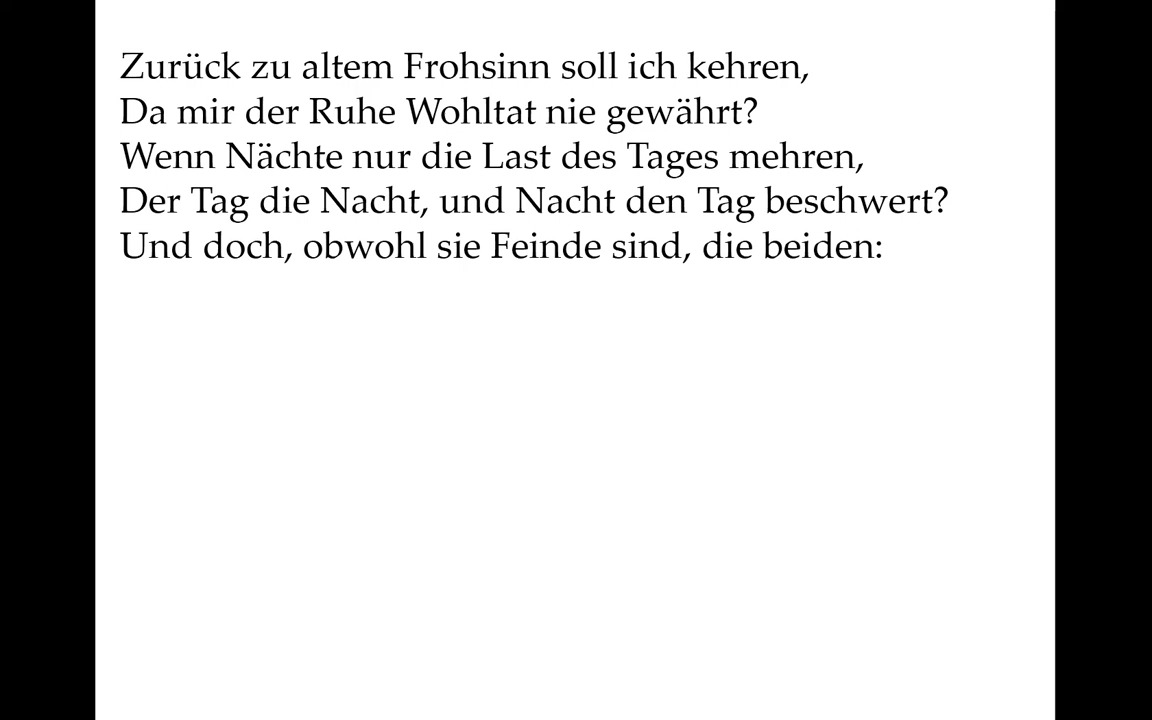 Zurück zu altem Frohsinn soll ich kehren,
Da mir der Ruhe Wohltat nie gewährt?
Wenn Nächte nur die Last des Tages mehren,
Der Tag die Nacht, und Nacht den Tag beschwert?
Und doch, obwohl sie Feinde sind, die beiden: